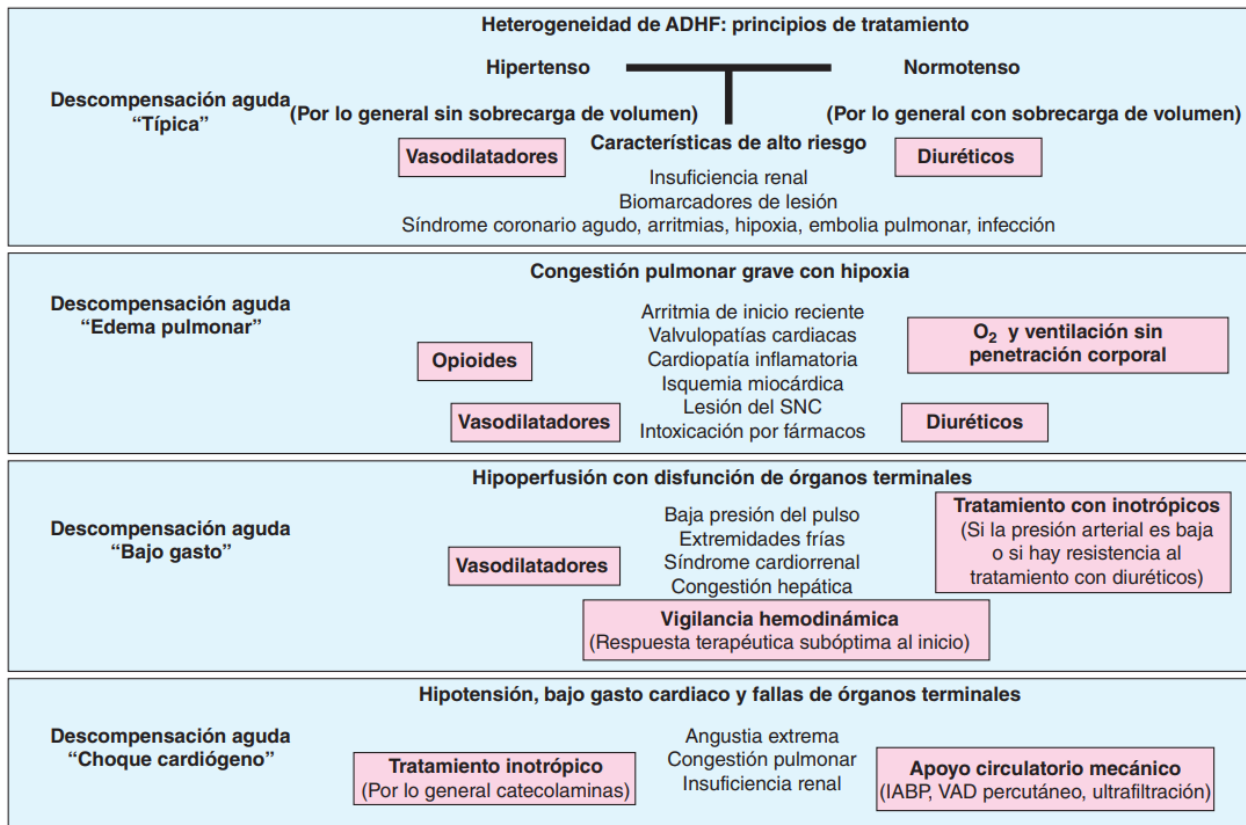 Heterogeneidad de ADHF: principios de tratamiento
Hipertenso
Normotenso
Descompensación aguda
“Típica”
(Por lo general sin sobrecarga de volumen)
(Por lo general con sobrecarga de volumen)
Vasodilatadores
Características de alto riesgo
Diuréticos
Insuficiencia renal
Biomarcadores de lesión
Síndrome coronario agudo, arritmias, hipoxia, embolia pulmonar, infección
Congestión pulmonar grave con hipoxia
Descompensación aguda
“Edema pulmonar”
Arritmia de inicio reciente
Valvulopatías cardiacas
Cardiopatía inflamatoria
Isquemia miocárdica
Lesión del SNC
Intoxicación por fármacos
Opioides
Vasodilatadores
O2 y ventilación sin
penetración corporal
Diuréticos
Hipoperfusión con disfunción de órganos terminales
Descompensación aguda
“Bajo gasto”
Vasodilatadores
Baja presión del pulso
Extremidades frías
Síndrome cardiorrenal
Congestión hepática
Tratamiento con inotrópicos
(Si la presión arterial es baja
o si hay resistencia al
tratamiento con diuréticos)
Vigilancia hemodinámica
(Respuesta terapéutica subóptima al inicio)
Hipotensión, bajo gasto cardiaco y fallas de órganos terminales
Descompensación aguda
“Choque cardiógeno”
Tratamiento inotrópico
(Por lo general catecolaminas)
Angustia extrema
Congestión pulmonar
Insuficiencia renal
Apoyo circulatorio mecánico
(IABP, VAD percutáneo, ultrafiltración)